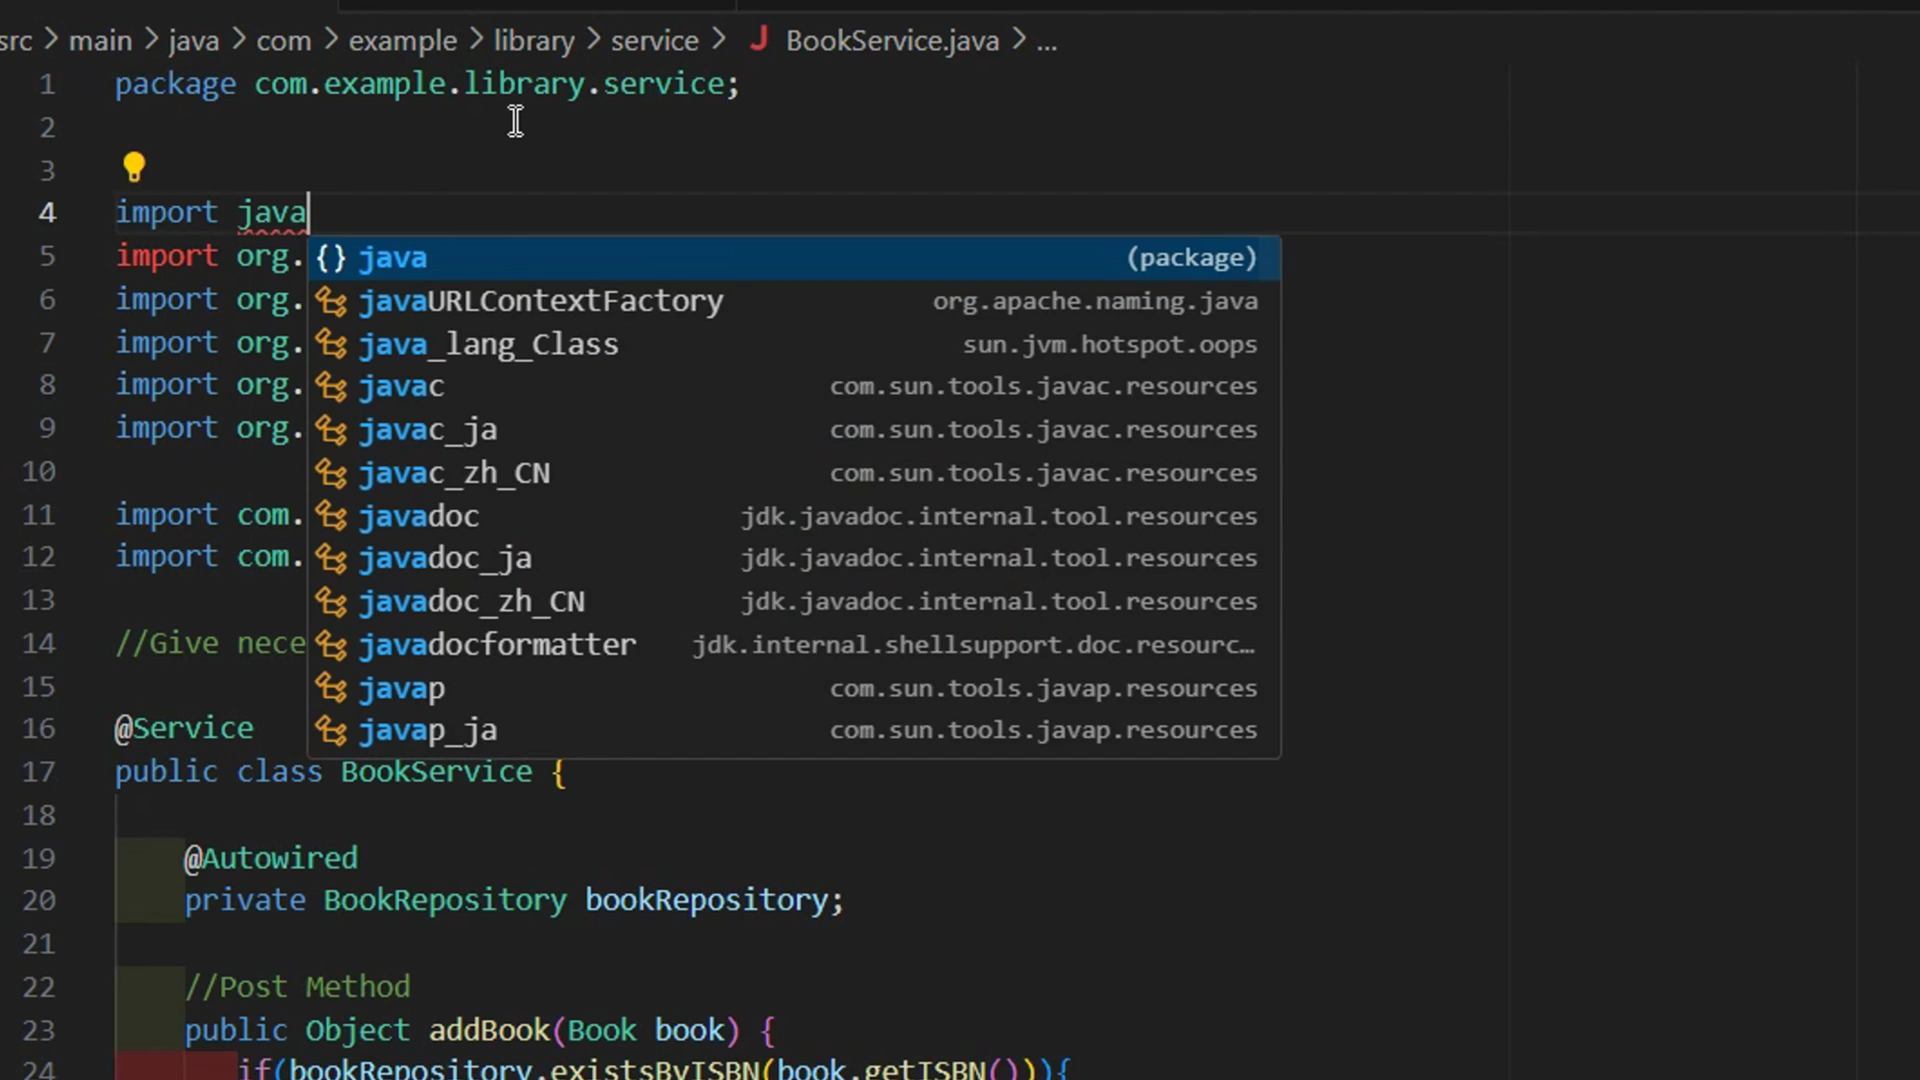 src > main > java > com > example > library > service > J BookService.java > ...
1 package com.example.library.service;
2
3
4 import java
5 import org.
6 import org.
7 import org.
8 import org.
9 import org.
10
11 import com.
12 import com.
13
14 //Give nece
15
16 @Service
17 public class BookService {
18
19 @Autowired
20 private BookRepository bookRepository;
21
22 //Post Method
23 public Object addBook(Book book) {
24 if(bookRepository.existsByISBN(book.getISBN())){
{} java (package)
javaURLContextFactory org.apache.naming.java
java_lang_Class sun.jvm.hotspot.oops
javac com.sun.tools.javac.resources
javac_ja com.sun.tools.javac.resources
javac_zh_CN com.sun.tools.javac.resources
javadoc jdk.javadoc.internal.tool.resources
javadoc_ja jdk.javadoc.internal.tool.resources
javadoc_zh_CN jdk.javadoc.internal.tool.resources
javadocformatter jdk.internal.shellsupport.doc.resourc…
javap com.sun.tools.javap.resources
javap_ja com.sun.tools.javap.resources